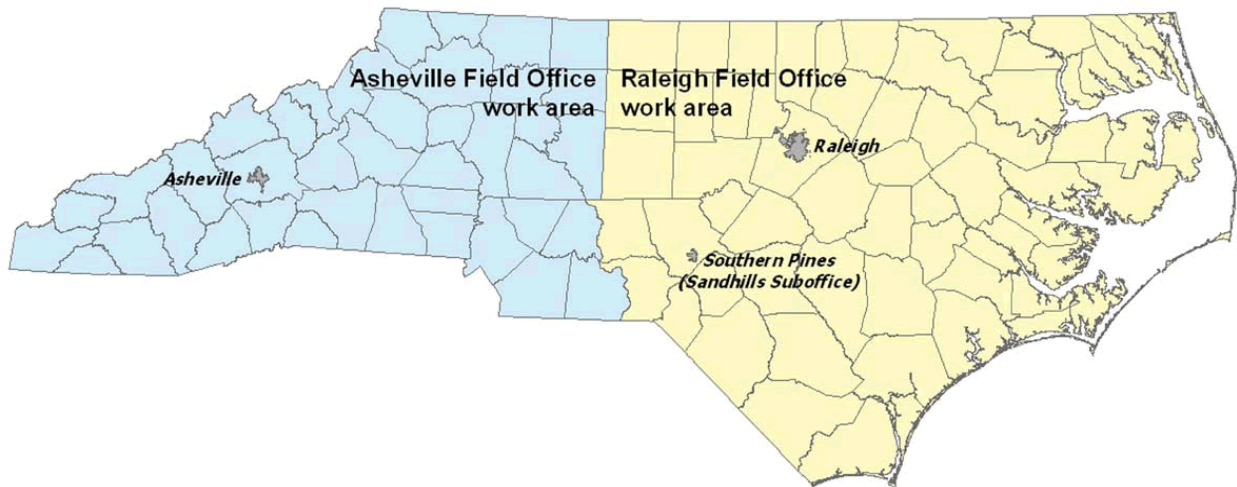 Asheville Field Office
work area
Raleigh Field Office
work area
Raleigh
Asheville
Southern Pines
(Sandhills Suboffice)